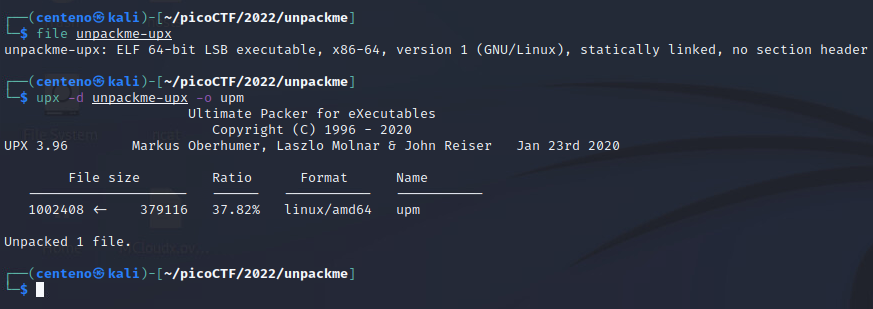 ┌──(centeno㉿kali)-[~/picoCTF/2022/unpackme]
└─$ file unpackme-upx
unpackme-upx: ELF 64-bit LSB executable, x86-64, version 1 (GNU/Linux), statically linked, no section header
┌──(centeno㉿kali)-[~/picoCTF/2022/unpackme]
└─$ upx -d unpackme-upx -o upm
Ultimate Packer for eXecutables
Copyright (C) 1996 - 2020
UPX 3.96 Markus Oberhumer, Laszlo Molnar & John Reiser Jan 23rd 2020
File size Ratio Format Name
1002408 <- 379116 37.82% linux/amd64 upm
Unpacked 1 file.
┌──(centeno㉿kali)-[~/picoCTF/2022/unpackme]
└─$